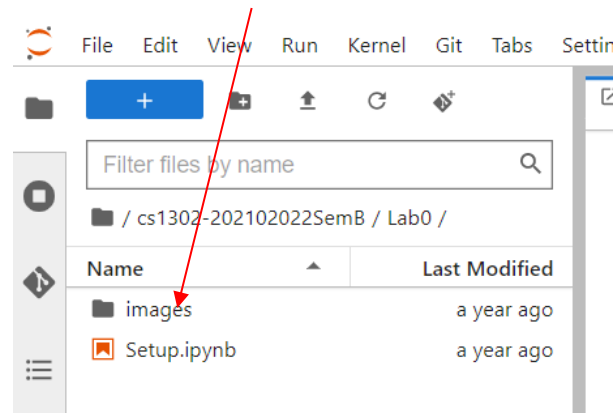 File Edit View Run Kernel Git Tabs
+
Filter files by name
/ cs1302-202102022SemB / Lab0 /
Name Last Modified
images a year ago
Setup.ipynb a year ago